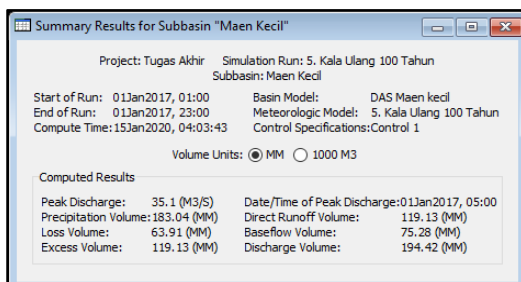 Summary Results for Subbasin "Maen Kecil"
Project: Tugas Akhir Simulation Run: 5. Kala Ulang 100 Tahun
Subbasin: Maen Kecil
Start of Run: 01Jan2017, 01:00 Basin Model: DAS Maen kecil
End of Run: 01Jan2017, 23:00 Meteorologic Model: 5. Kala Ulang 100 Tahun
Compute Time:15Jan2020, 04:03:43 Control Specifications:Control 1
Volume Units: MM 1000 M3
Computed Results
Peak Discharge: 35.1 (M3/S) Date/Time of Peak Discharge:01Jan2017, 05:00
Precipitation Volume:183.04 (MM) Direct Runoff Volume: 119.13 (MM)
Loss Volume: 63.91 (MM) Baseflow Volume: 75.28 (MM)
Excess Volume: 119.13 (MM) Discharge Volume: 194.42 (MM)